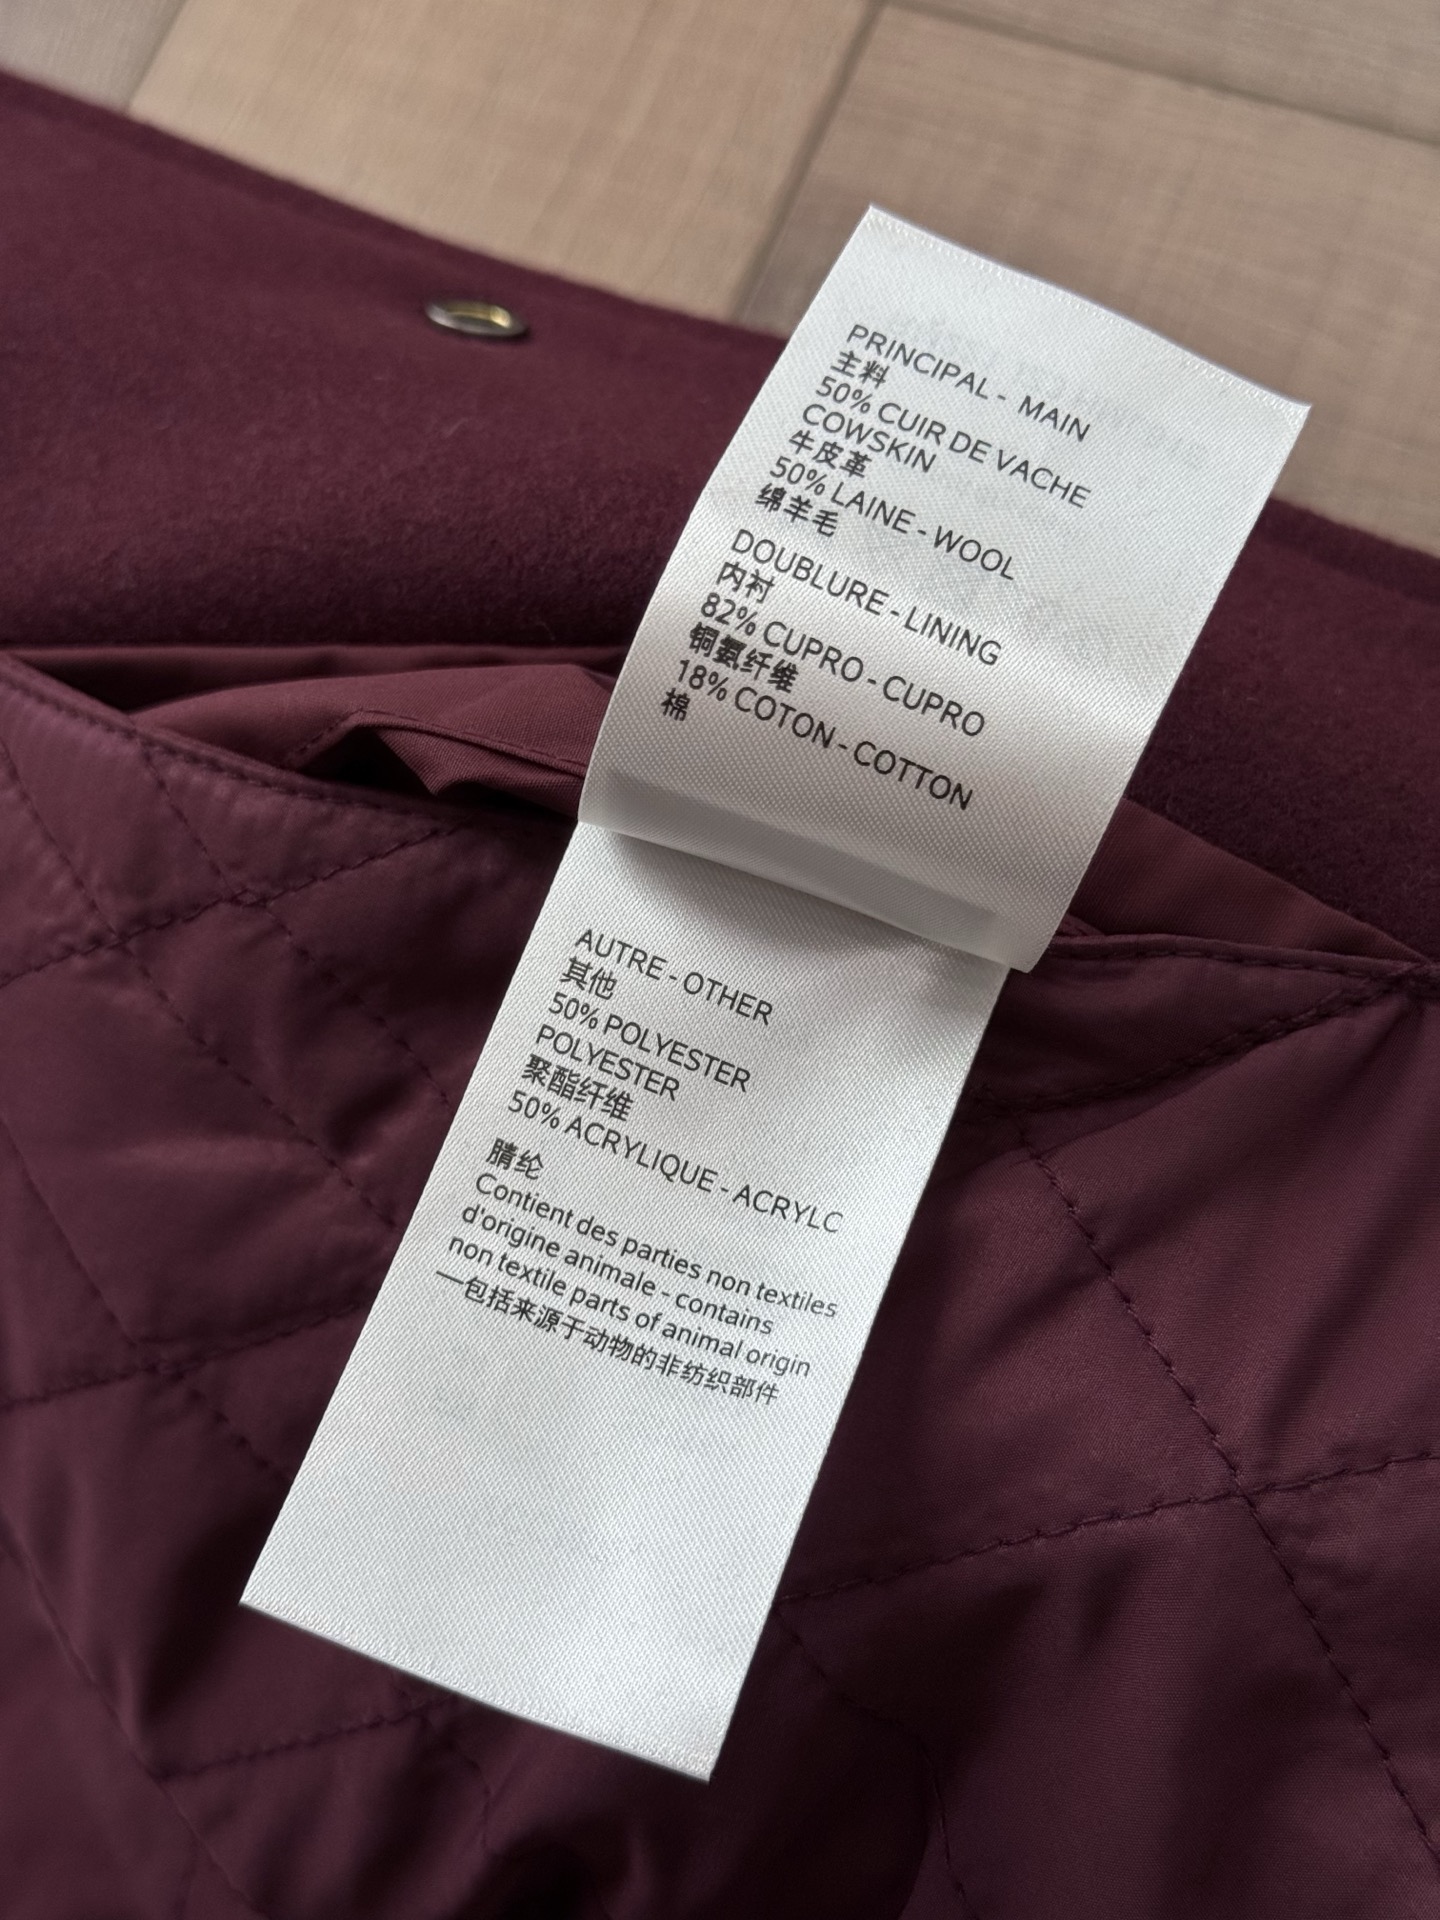 PRINCIPAL - MAIN
主料
50% CUIR DE VACHE
COWSKIN
牛皮革
50% LAINE - WOOL
绵羊毛
DOUBLURE - LINING
内衬
82% CUPRO - CUPRO
铜氨纤维
18% COTON - COTTON
棉
AUTRE - OTHER
其他
50% POLYESTER
POLYESTER
聚酯纤维
50% ACRYLIQUE - ACRYLC
腈纶
Contient des parties non textiles
d'origine animale - contains
non textile parts of animal origin
一包括来源于动物的非纺织部件